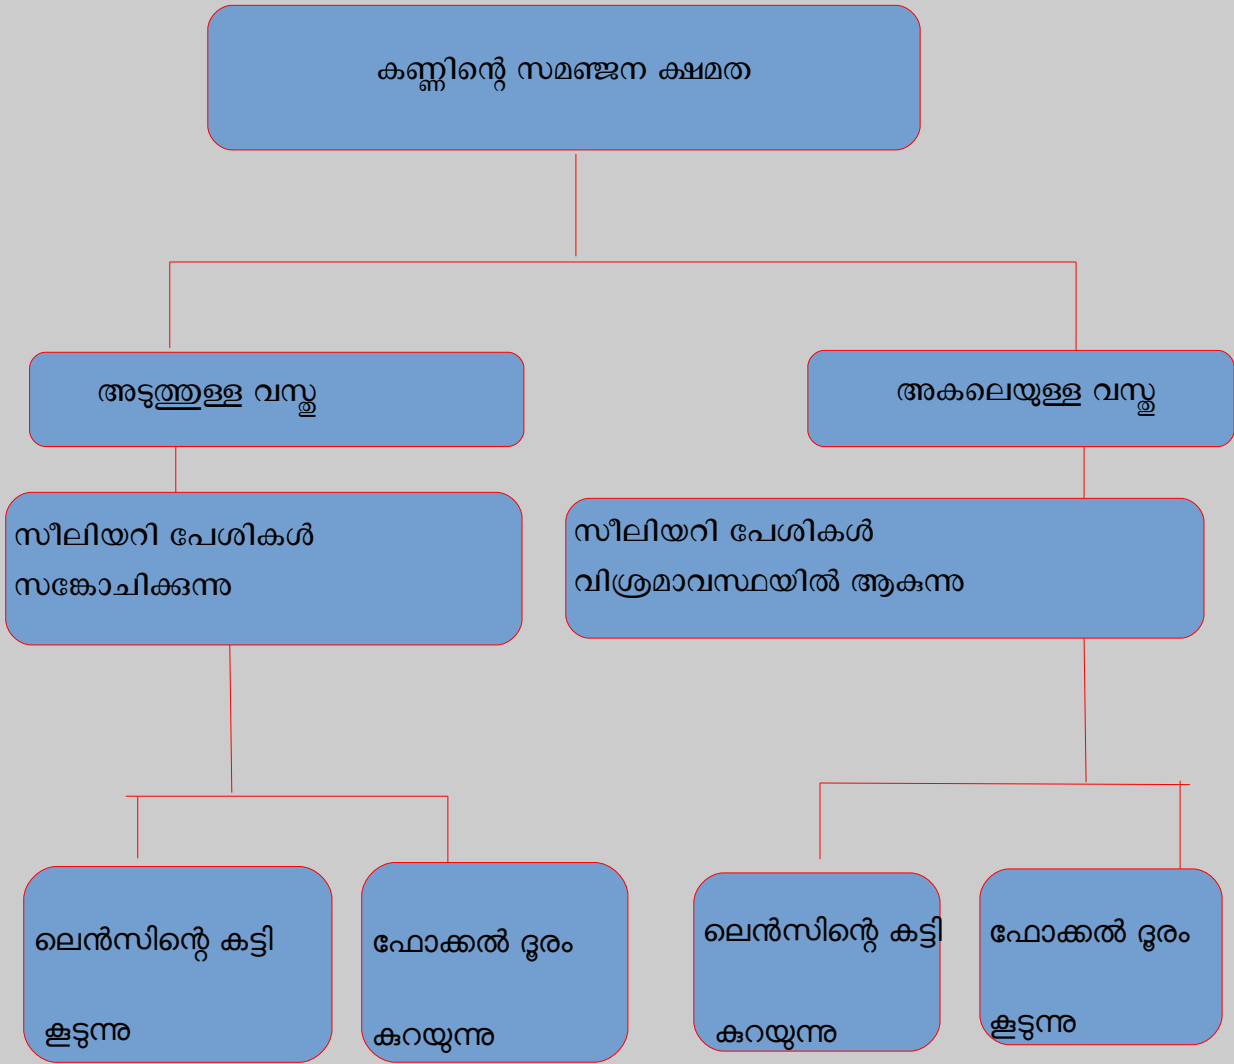 കണ്ണിന്റെ സമഞ്ജന ക്ഷമത
അടുത്തുള്ള വസ്തു
അകലെയുള്ള വസ്തു
സീലിയറി പേശികൾ
സങ്കോചിക്കുന്നു
സീലിയറി പേശികൾ
വിശ്രമാവസ്ഥയിൽ ആകുന്നു
ലെൻസിന്റെ കട്ടി
കൂടുന്നു
ഫോക്കൽ ദൂരം
കുറയുന്നു
ലെൻസിന്റെ കട്ടി
കുറയുന്നു
ഫോക്കൽ ദൂരം
കൂടുന്നു